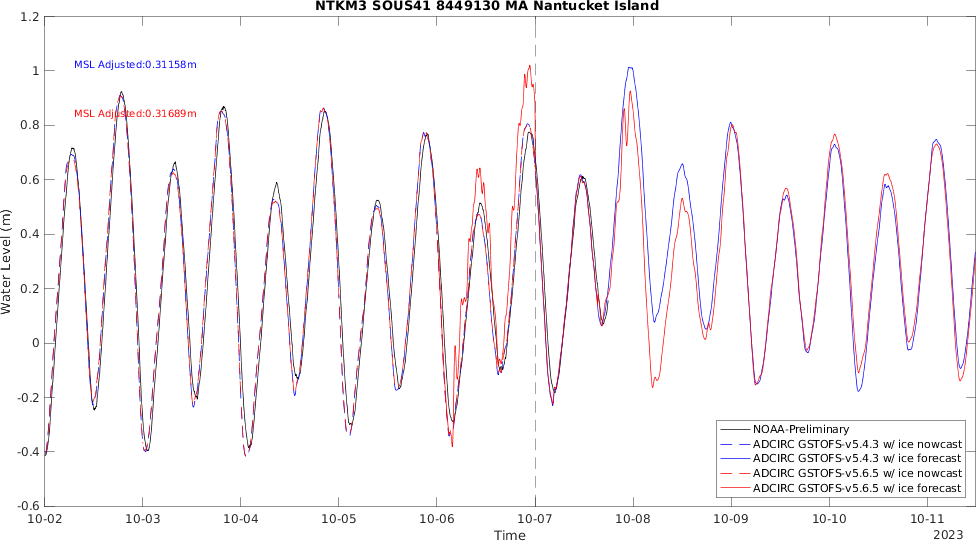 NTKM3 SOUS41 8449130 MA Nantucket Island
1.2
1
0.8
0.6
0.4
0.2
0
-0.2
-0.4
-0.6
Water Level (m)
MSL Adjusted:0.31158m
MSL Adjusted:0.31689m
NOAA-Preliminary
ADCIRC GSTOFS-v5.4.3 w/ ice nowcast
ADCIRC GSTOFS-v5.4.3 w/ ice forecast
ADCIRC GSTOFS-v5.6.5 w/ ice nowcast
ADCIRC GSTOFS-v5.6.5 w/ ice forecast
10-02 10-03 10-04 10-05 10-06 10-07 10-08 10-09 10-10 10-11
Time
2023